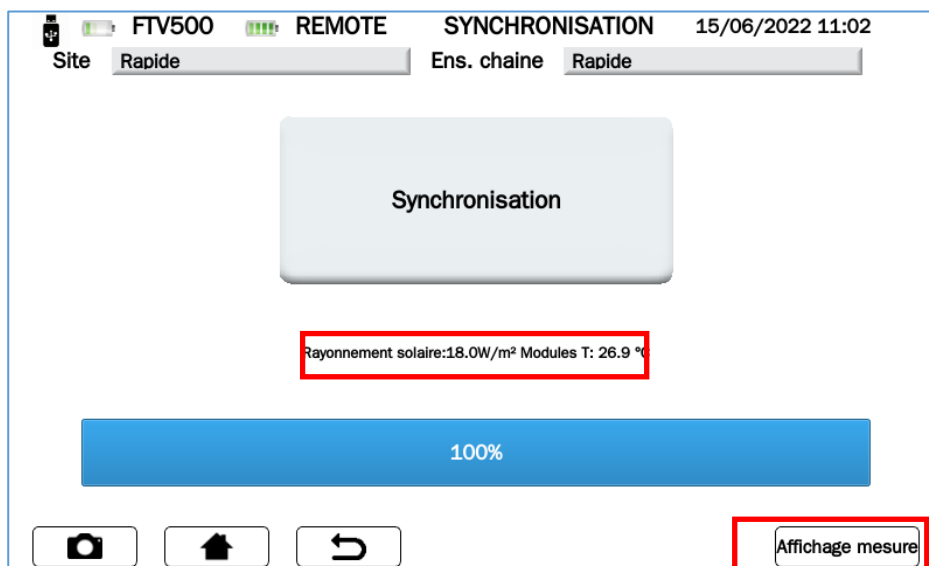 FTV500 REMOTE SYNCHRONISATION 15/06/2022 11:02
Site Rapide Ens. chaine Rapide
Synchronisation
Rayonnement solaire:18.0W/m² Modules T: 26.9 °C
100%
Affichage mesure